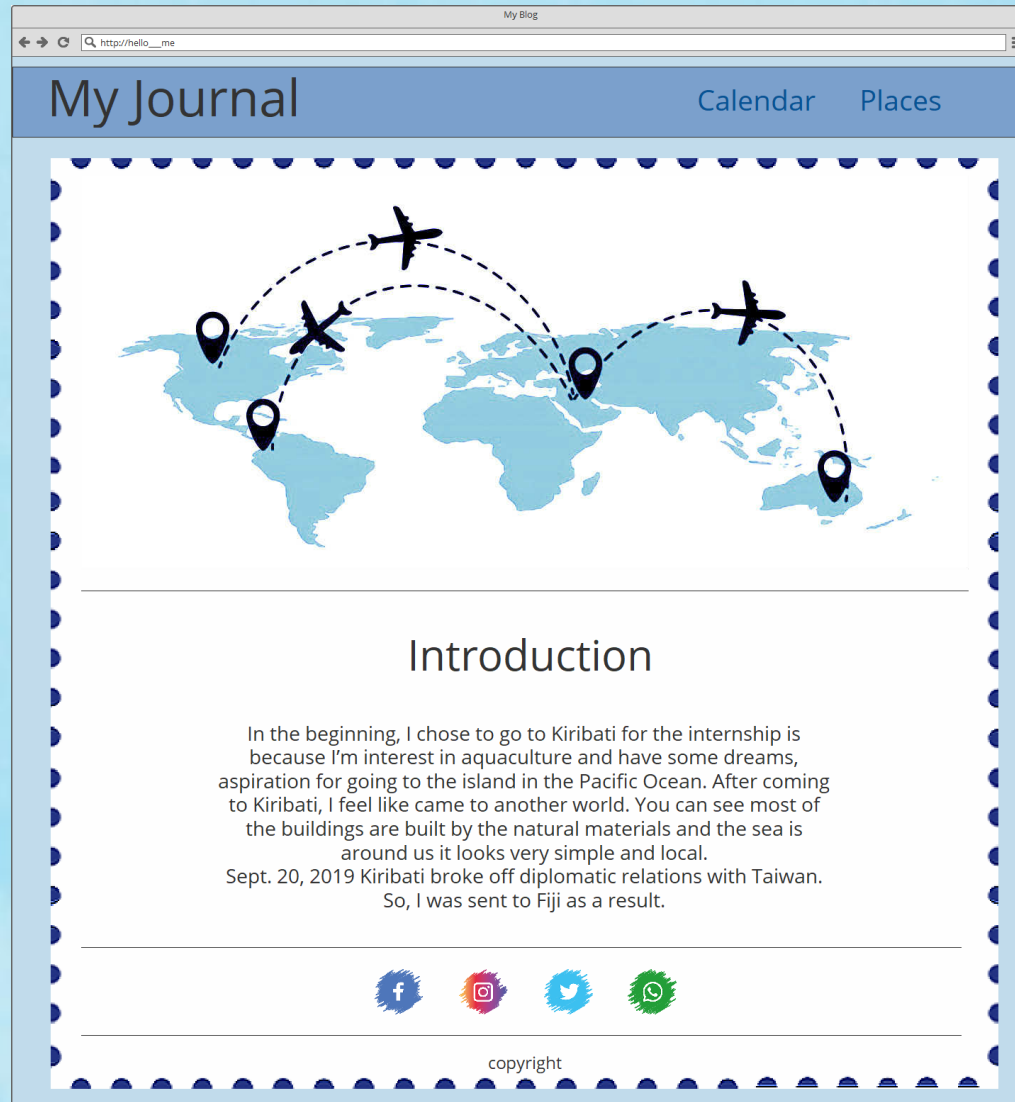 My Blog
http://hello___me
My Journal
Calendar
Places
Introduction
In the beginning, I chose to go to Kiribati for the internship is
because I’m interest in aquaculture and have some dreams,
aspiration for going to the island in the Pacific Ocean. After coming
to Kiribati, I feel like came to another world. You can see most of
the buildings are built by the natural materials and the sea is
around us it looks very simple and local.
Sept. 20, 2019 Kiribati broke off diplomatic relations with Taiwan.
So, I was sent to Fiji as a result.
copyright